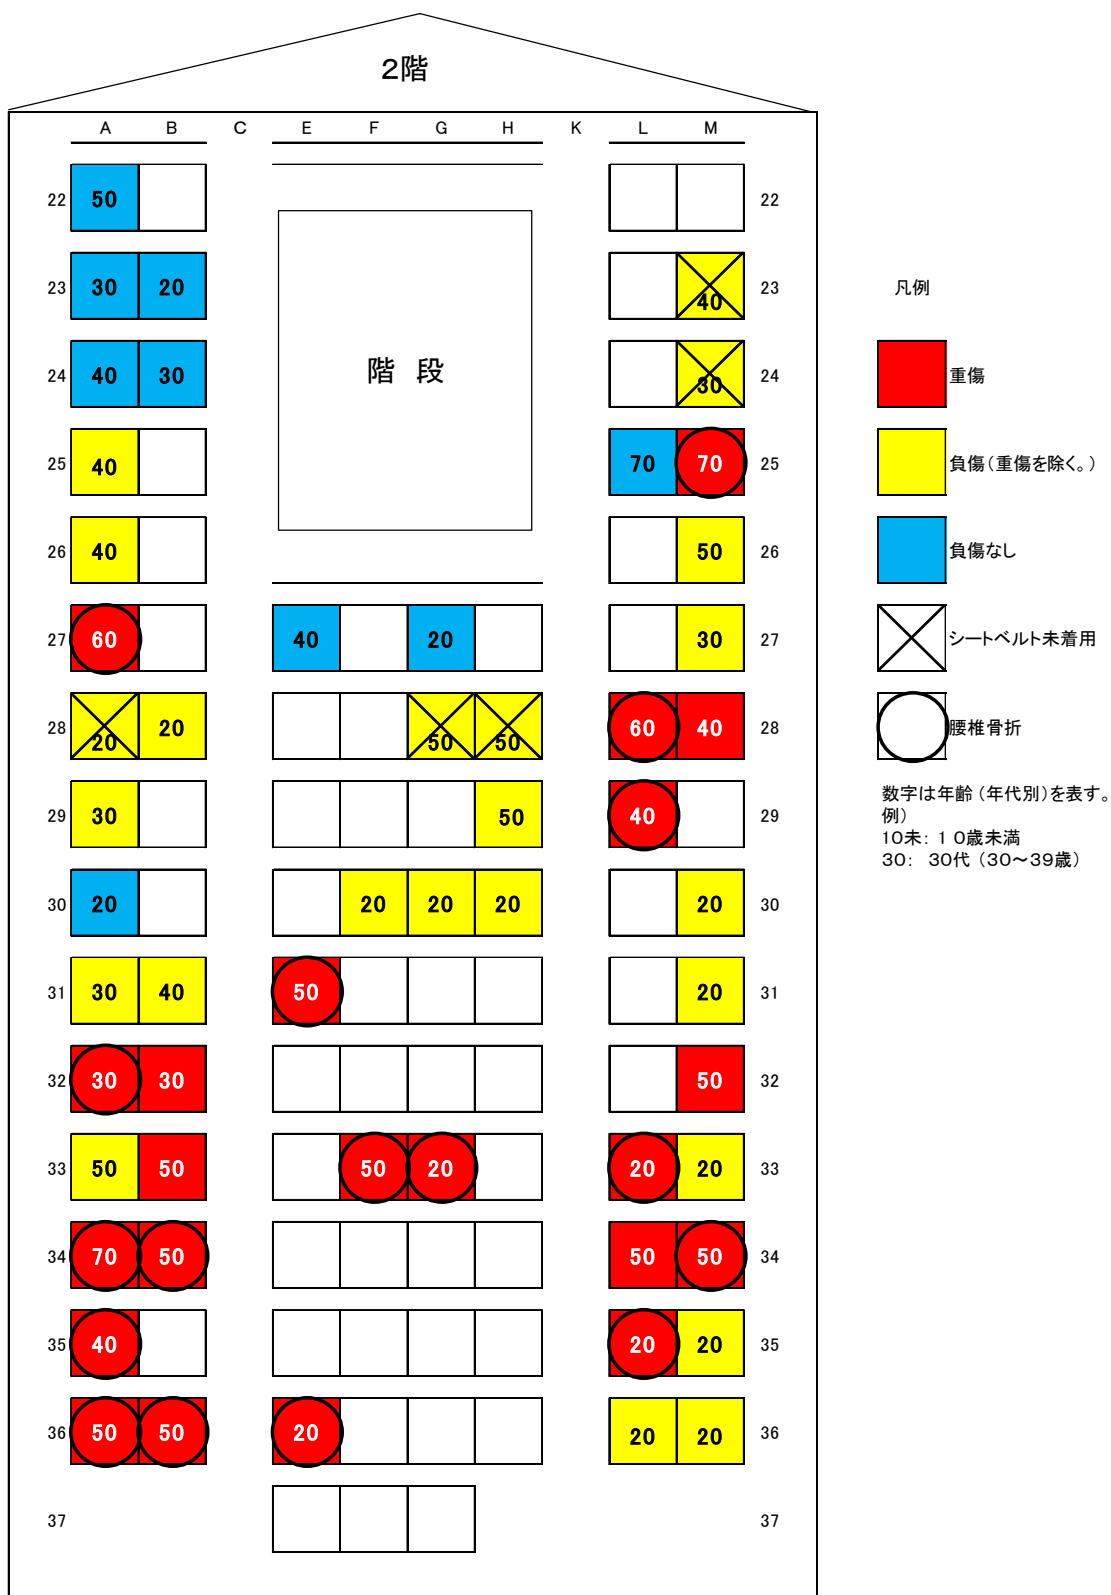 2階
A B C E F G H K L M
22 50 22
23 30 20 40 23
24 40 30 階 段 30 24
25 40 70 70 25
26 40 50 26
27 60 40 20 30 27
28 20 20 50 50 60 40 28
29 30 50 40 29
30 20 20 20 20 20 30
31 30 40 50 20 31
32 30 30 50 32
33 50 50 50 20 20 20 33
34 70 50 50 50 34
35 40 20 20 35
36 50 50 20 20 20 36
37 37
凡例
重傷
負傷(重傷を除く。)
負傷なし
シートベルト未着用
腰椎骨折
数字は年齢(年代別)を表す。
例)
10未: 10歳未満
30: 30代(30~39歳)